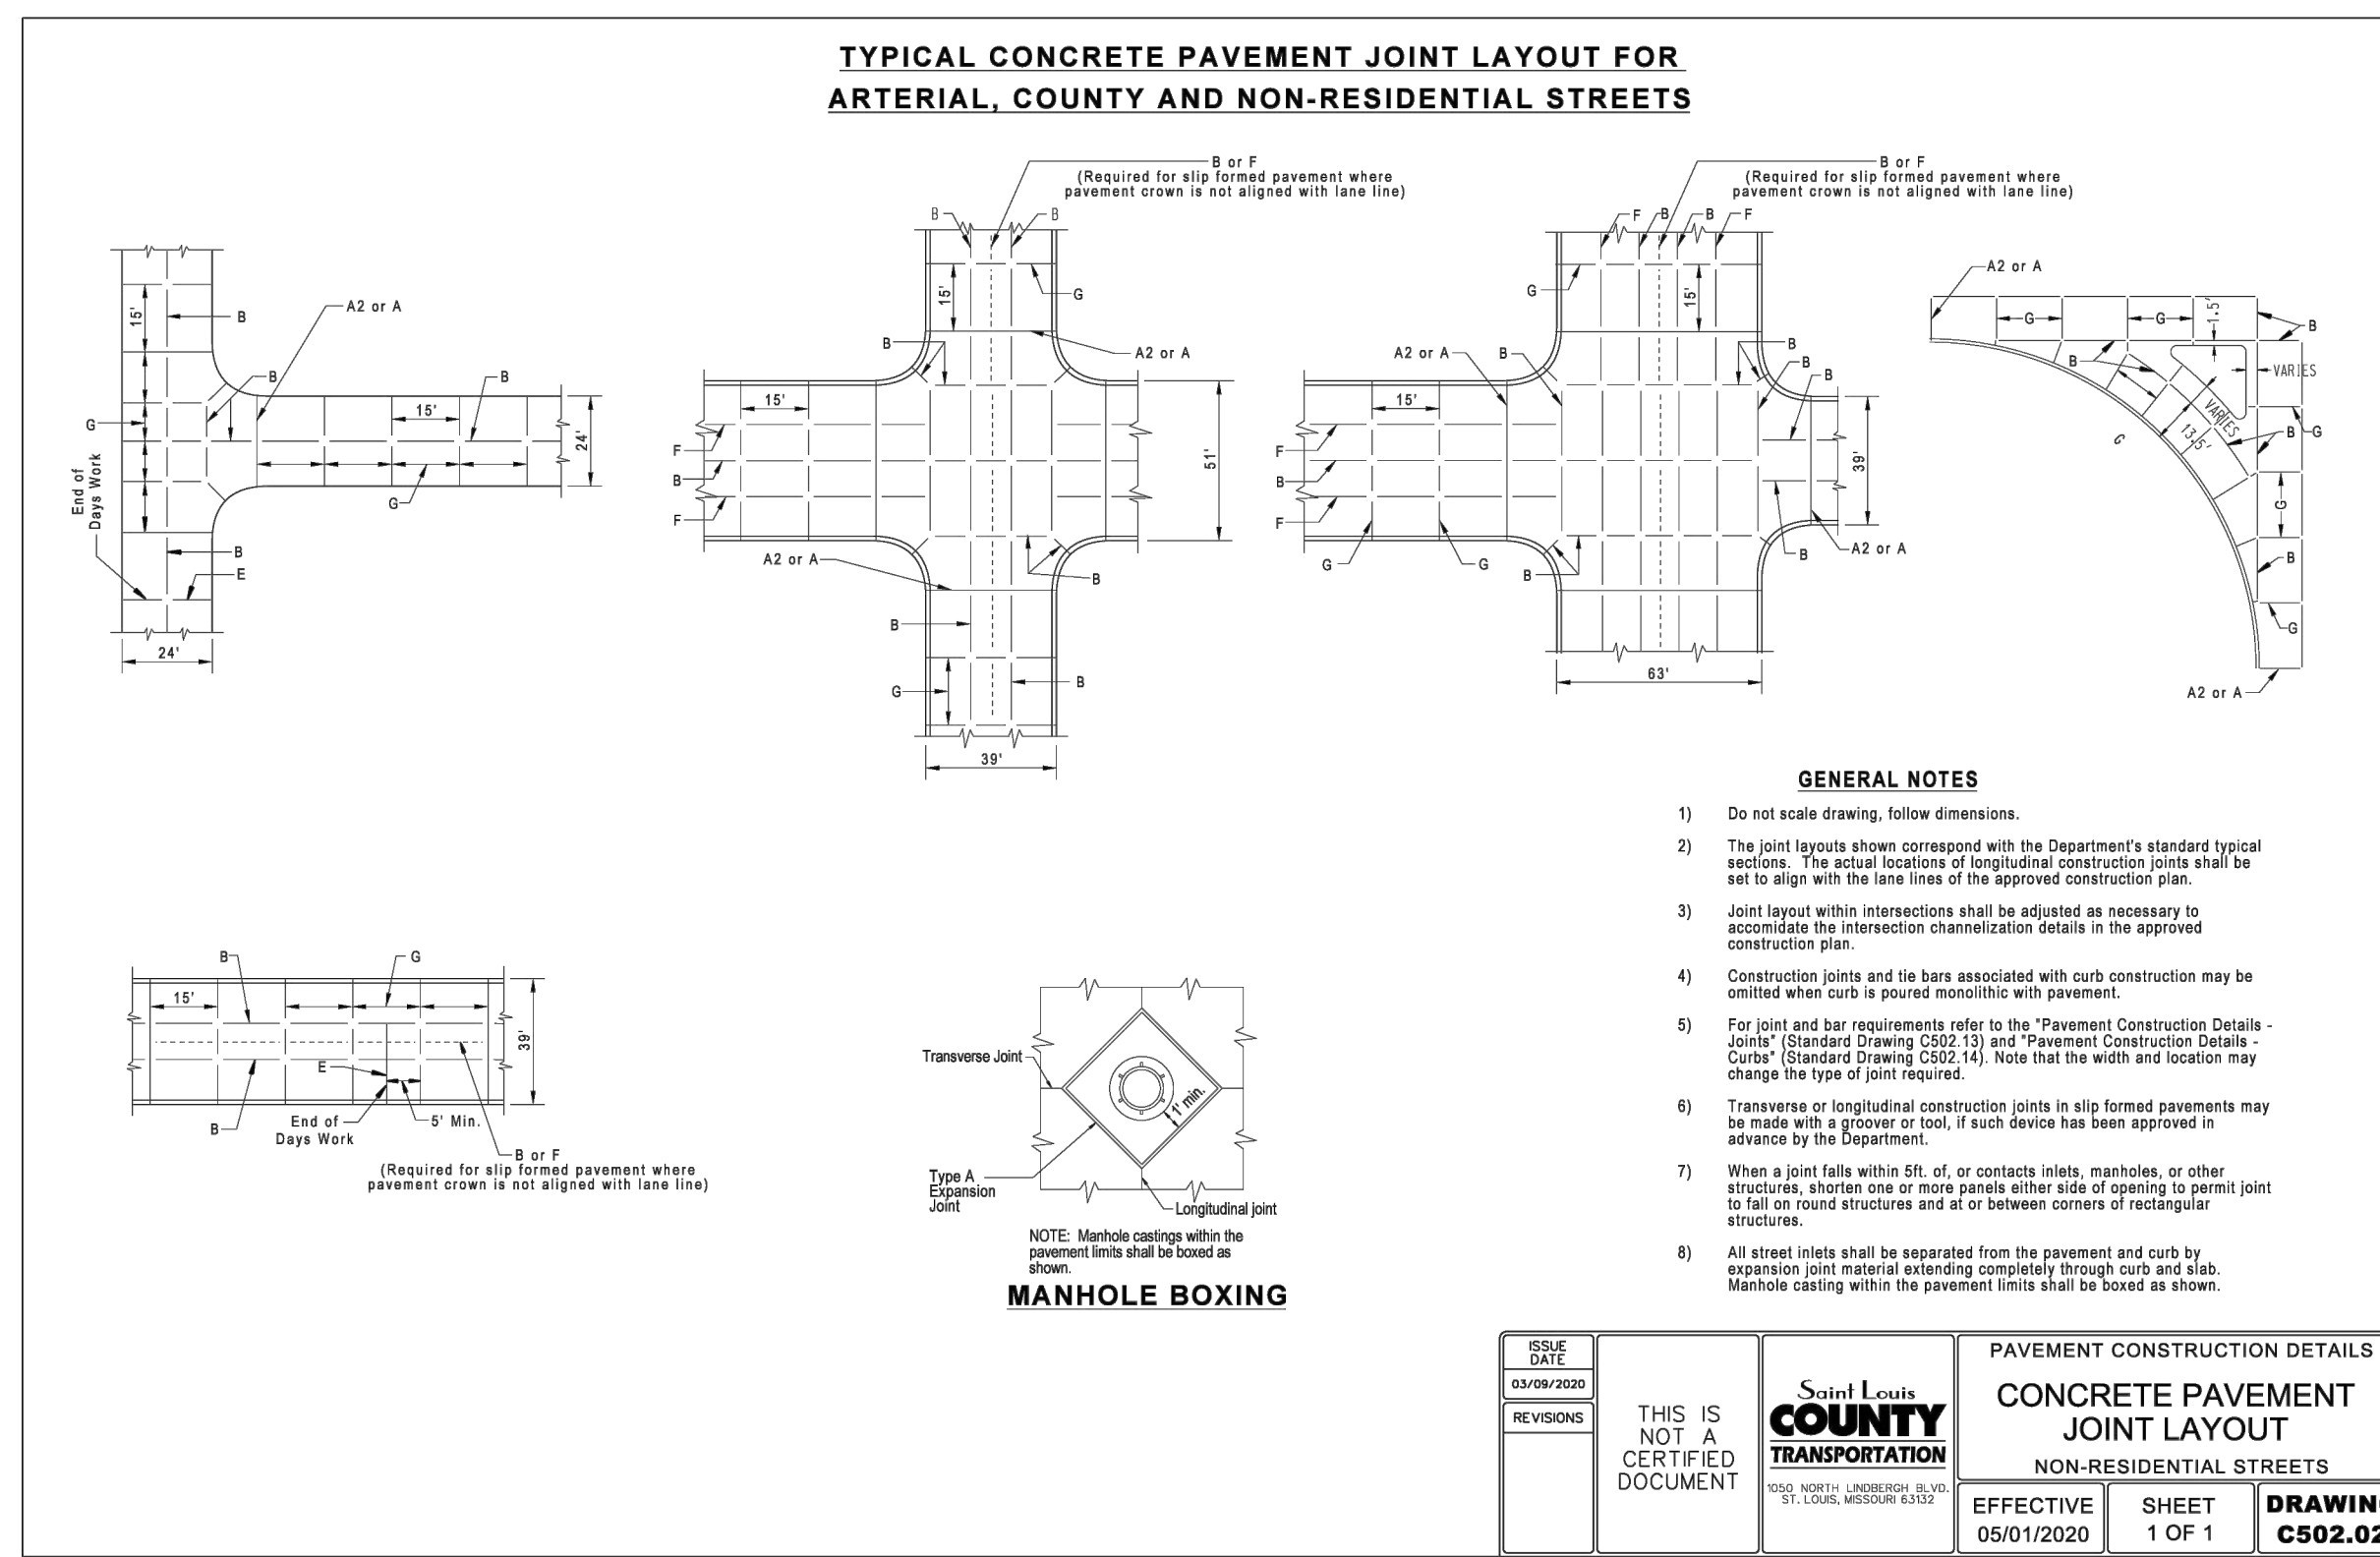 TYPICAL CONCRETE PAVEMENT JOINT LAYOUT FOR
ARTERIAL, COUNTY AND NON-RESIDENTIAL STREETS
15'
B
A2 or A
B
B
15'
G
24'
End of
Days Work
G
B
E
24'
B or F
(Required for slip formed pavement where
pavement crown is not aligned with lane line)
B
B
15'
G
B
A2 or A
15'
F
B
F
51'
A2 or A
B
B
G
B
39'
B or F
(Required for slip formed pavement where
pavement crown is not aligned with lane line)
F
B
B
F
G
15'
A2 or A
B
B
B
B
15'
F
B
F
39'
G
G
B
B
A2 or A
63'
A2 or A
G
G
1.5'
B
B
VARIES
VARIES
13.5'
G
B
G
G
B
G
A2 or A
B
G
15'
39'
E
B
End of
Days Work
5' Min.
B or F
(Required for slip formed pavement where
pavement crown is not aligned with lane line)
Transverse Joint
1' min.
Type A
Expansion
Joint
Longitudinal joint
NOTE: Manhole castings within the
pavement limits shall be boxed as
shown.
MANHOLE BOXING
GENERAL NOTES
1) Do not scale drawing, follow dimensions.
2) The joint layouts shown correspond with the Department's standard typical
sections. The actual locations of longitudinal construction joints shall be
set to align with the lane lines of the approved construction plan.
3) Joint layout within intersections shall be adjusted as necessary to
accomidate the intersection channelization details in the approved
construction plan.
4) Construction joints and tie bars associated with curb construction may be
omitted when curb is poured monolithic with pavement.
5) For joint and bar requirements refer to the "Pavement Construction Details -
Joints" (Standard Drawing C502.13) and "Pavement Construction Details -
Curbs" (Standard Drawing C502.14). Note that the width and location may
change the type of joint required.
6) Transverse or longitudinal construction joints in slip formed pavements may
be made with a groover or tool, if such device has been approved in
advance by the Department.
7) When a joint falls within 5ft. of, or contacts inlets, manholes, or other
structures, shorten one or more panels either side of opening to permit joint
to fall on round structures and at or between corners of rectangular
structures.
8) All street inlets shall be separated from the pavement and curb by
expansion joint material extending completely through curb and slab.
Manhole casting within the pavement limits shall be boxed as shown.
ISSUE
DATE
03/09/2020
REVISIONS
THIS IS
NOT A
CERTIFIED
DOCUMENT
Saint Louis
COUNTY
TRANSPORTATION
1050 NORTH LINDBERGH BLVD.
ST. LOUIS, MISSOURI 63132
PAVEMENT CONSTRUCTION DETAILS
CONCRETE PAVEMENT
JOINT LAYOUT
NON-RESIDENTIAL STREETS
EFFECTIVE
05/01/2020
SHEET
1 OF 1
DRAWIN
C502.02